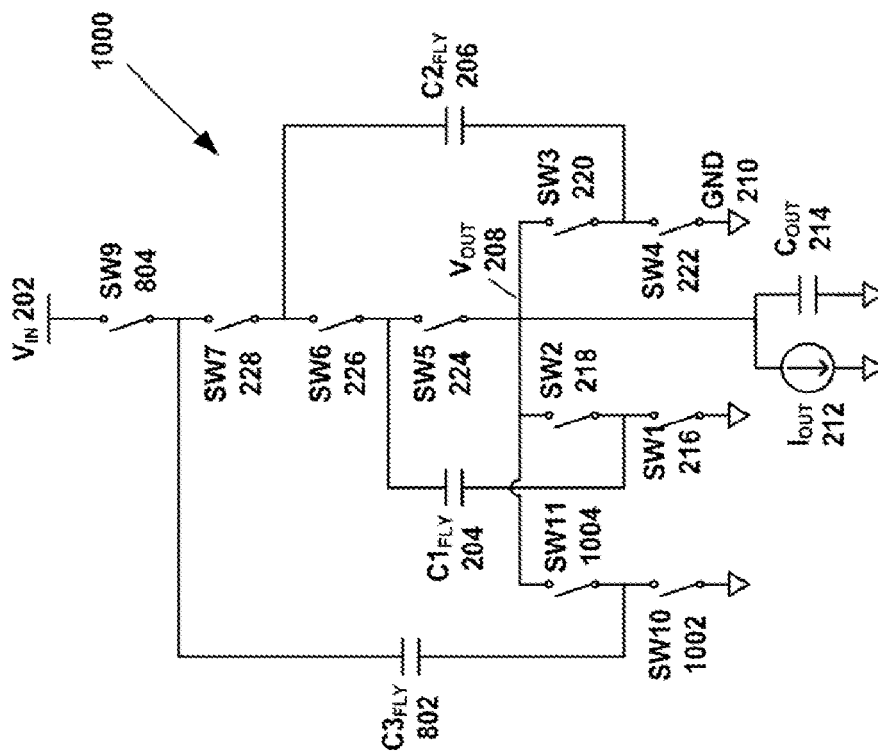 1000
V_IN 202
SW9
804
SW7
228
C2_FLY
206
SW6
226
SW5
224
V_OUT
208
SW3
220
C3_FLY
802
C1_FLY
204
SW11
1004
SW2
218
SW4
222
GND
210
SW10
1002
SW1
216
I_OUT
212
C_OUT
214